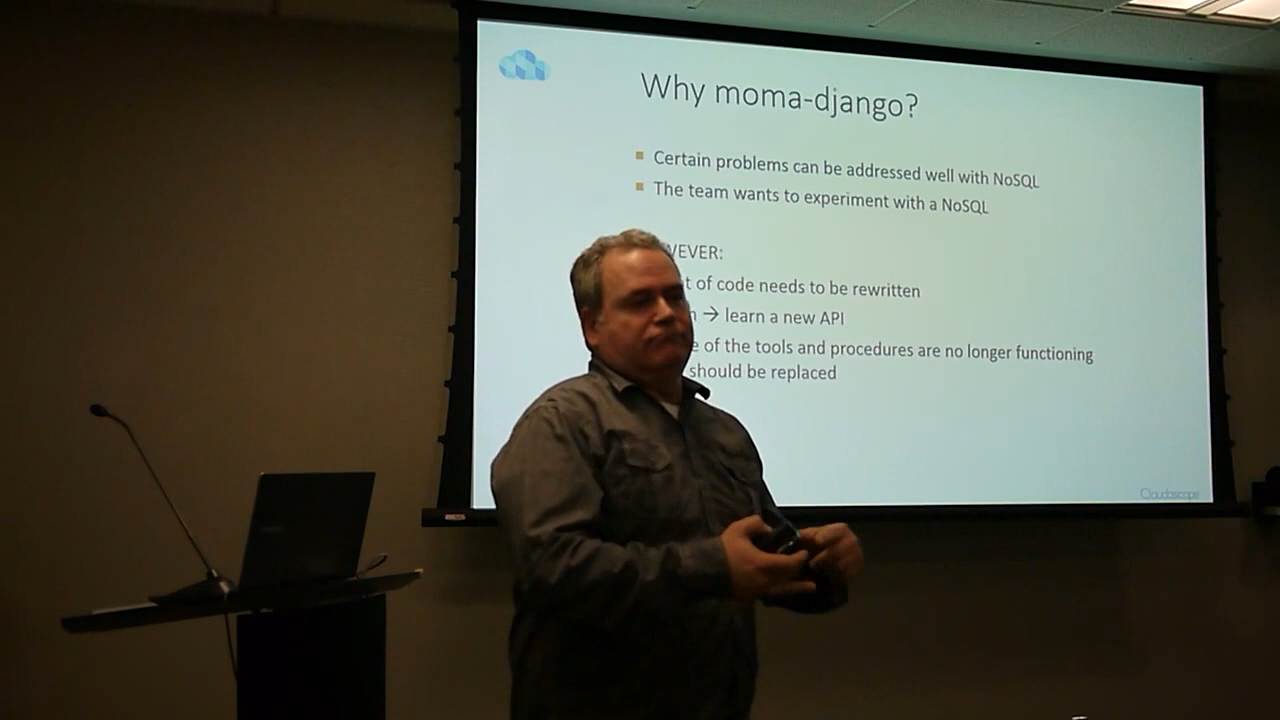 Why moma-django?
Certain problems can be addressed well with NoSQL
The team wants to experiment with a NoSQL
VEVER:
of code needs to be rewritten
→ learn a new API
of the tools and procedures are no longer functioning
should be replaced
Cloudoscope